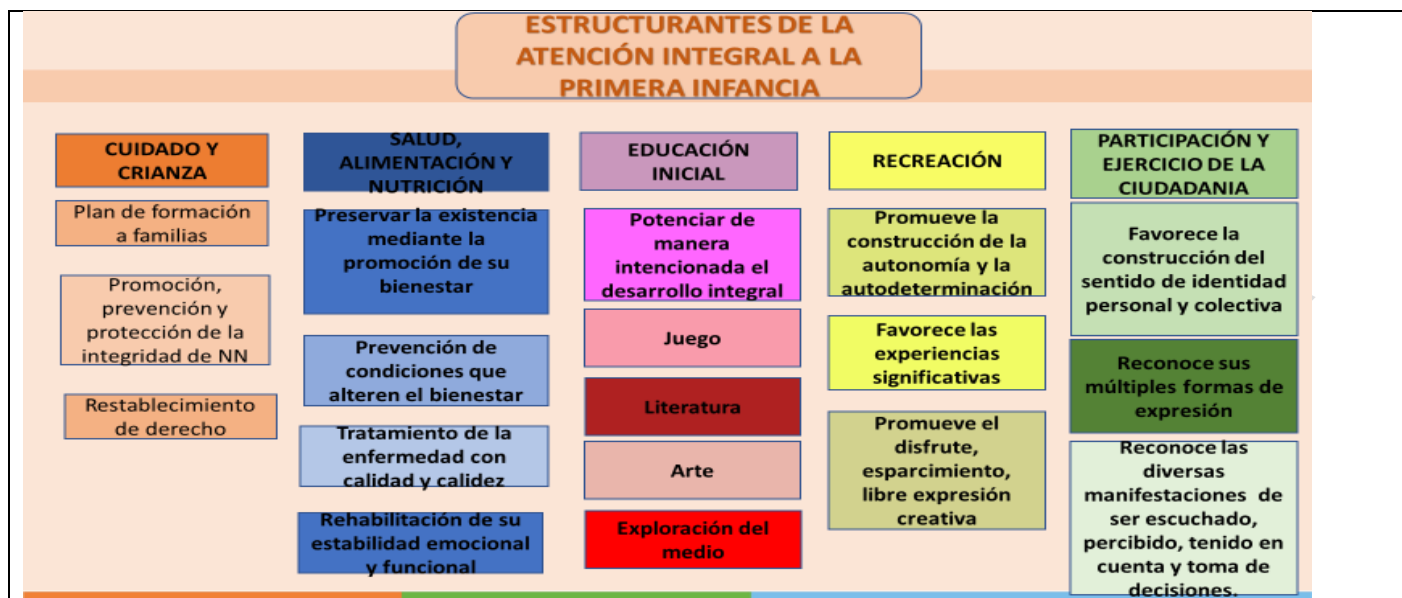 ESTRUCTURANTES DE LA
ATENCIÓN INTEGRAL A LA
PRIMERA INFANCIA
CUIDADO Y
CRIANZA
Plan de formación
a familias
Promoción,
prevención y
protección de la
integridad de NN
Restablecimiento
de derecho
SALUD,
ALIMENTACIÓN Y
NUTRICIÓN
Preservar la existencia
mediante la
promoción de su
bienestar
Prevención de
condiciones que
alteren el bienestar
Tratamiento de la
enfermedad con
calidad y calidez
Rehabilitación de su
estabilidad emocional
y funcional
EDUCACIÓN
INICIAL
Potenciar de
manera
intencionada el
desarrollo integral
Juego
Literatura
Arte
Exploración del
medio
RECREACIÓN
Promueve la
construcción de la
autonomía y la
autodeterminación
Favorece las
experiencias
significativas
Promueve el
disfrute,
esparcimiento,
libre expresión
creativa
PARTICIPACIÓN Y
EJERCICIO DE LA
CIUDADANIA
Favorece la
construcción del
sentido de identidad
personal y colectiva
Reconoce sus
múltiples formas de
expresión
Reconoce las
diversas
manifestaciones de
ser escuchado,
percibido, tenido en
cuenta y toma de
decisiones.